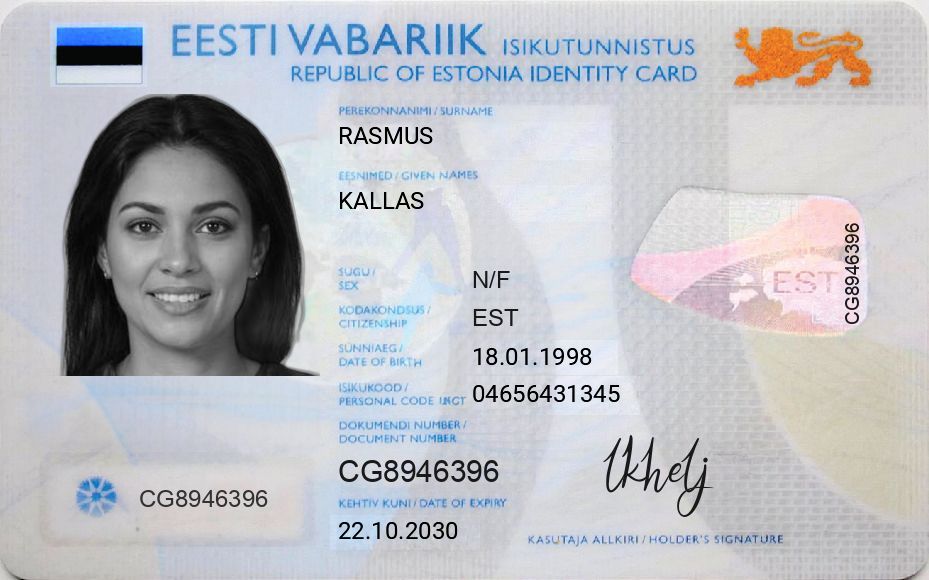 EESTI VABARIIK ISIKUTUNNISTUS
REPUBLIC OF ESTONIA IDENTITY CARD
PEREKONNANIMI / SURNAME
RASMUS
EESNIMED / GIVEN NAMES
KALLAS
SUGU /
SEX
N/F
KODAKONDSUS /
CITIZENSHIP
EST
SÜNNIAEG /
DATE OF BIRTH
18.01.1998
ISIKUKOOD /
PERSONAL CODE
04656431345
DOKUMENDI NUMBER /
DOCUMENT NUMBER
CG8946396
KEHTIV KUNI / DATE OF EXPIRY
22.10.2030
CG8946396
EST
CG8946396
KASUTAJA ALLKIRI / HOLDER'S SIGNATURE